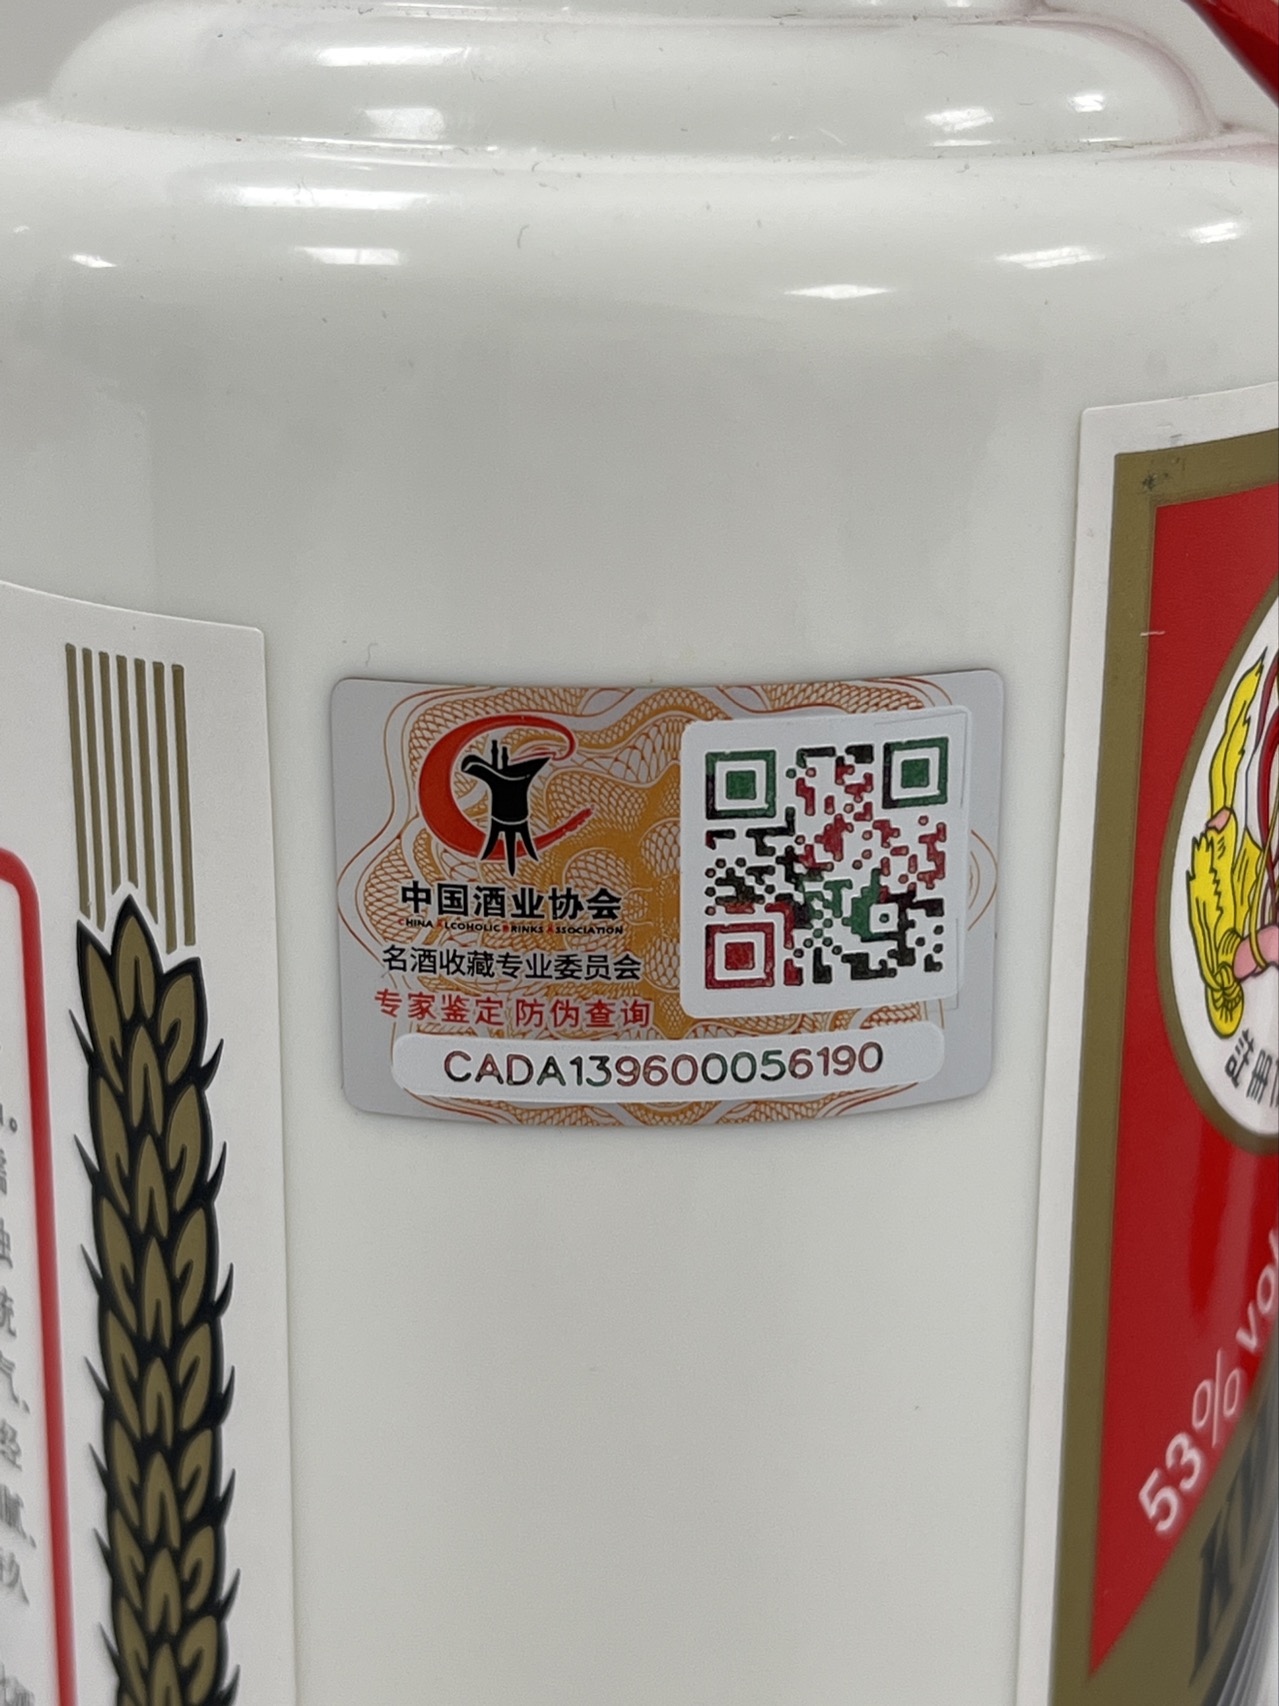 中国酒业协会
CHINA ALCOHOLIC DRINKS ASSOCIATION
名酒收藏专业委员会
专家鉴定 防伪查询
CADA139600056190
53% vol